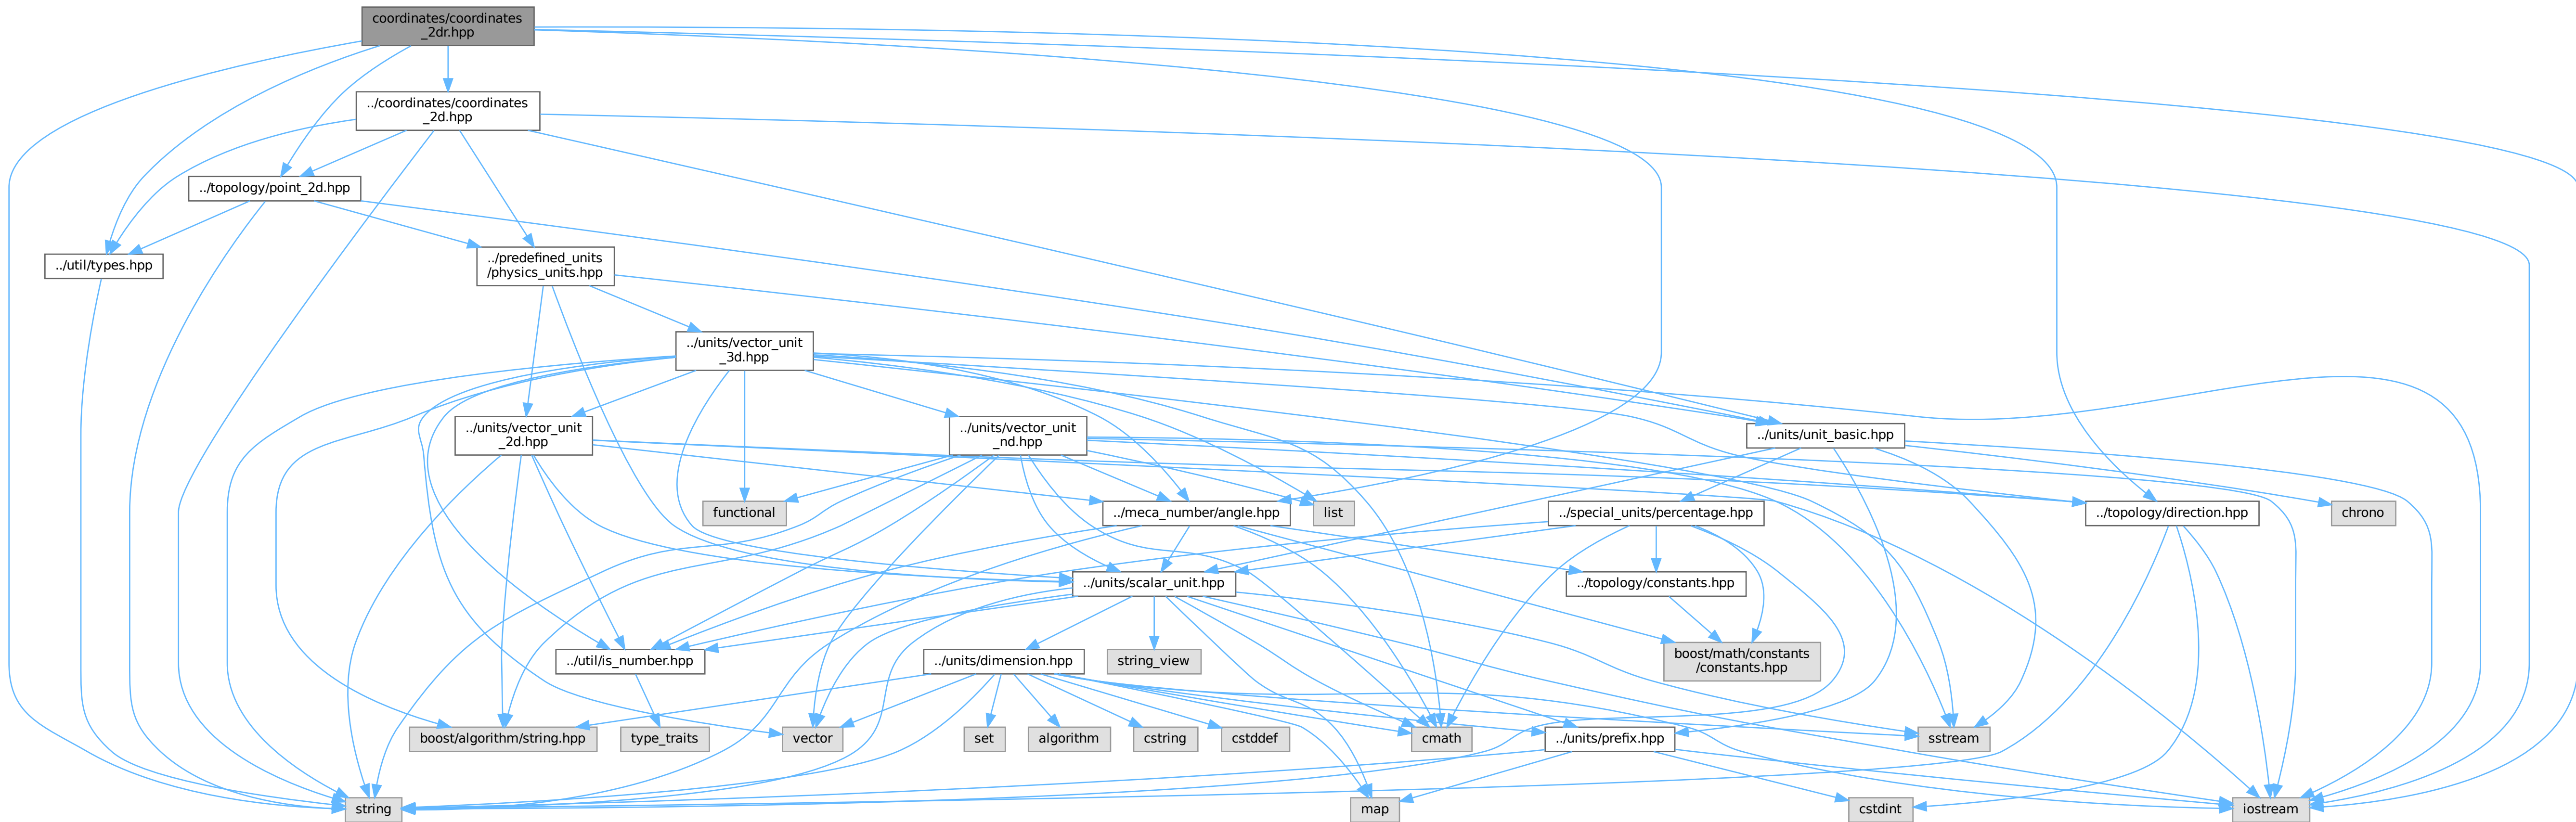 coordinates/coordinates
_2dr.hpp
../coordinates/coordinates
_2d.hpp
../topology/point_2d.hpp
../util/types.hpp
../predefined_units
/physics_units.hpp
../units/vector_unit
_3d.hpp
../units/vector_unit
_2d.hpp
../units/vector_unit
_nd.hpp
../units/unit_basic.hpp
functional
../meca_number/angle.hpp
list
../special_units/percentage.hpp
../topology/direction.hpp
chrono
../units/scalar_unit.hpp
../topology/constants.hpp
../util/is_number.hpp
../units/dimension.hpp
string_view
boost/math/constants
/constants.hpp
boost/algorithm/string.hpp
type_traits
vector
set
algorithm
cstring
cstddef
cmath
../units/prefix.hpp
sstream
string
map
cstdint
iostream